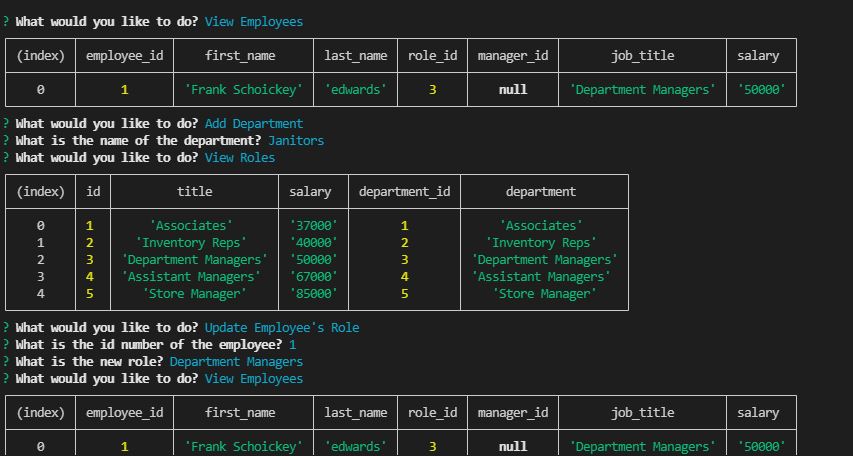 ? What would you like to do? View Employees
(index) employee_id first_name last_name role_id manager_id job_title salary
0 1 'Frank Schoickey' 'edwards' 3 null 'Department Managers' '50000'
? What would you like to do? Add Department
? What is the name of the department? Janitors
? What would you like to do? View Roles
(index) id title salary department_id department
0 1 'Associates' '37000' 1 'Associates'
1 2 'Inventory Reps' '40000' 2 'Inventory Reps'
2 3 'Department Managers' '50000' 3 'Department Managers'
3 4 'Assistant Managers' '67000' 4 'Assistant Managers'
4 5 'Store Manager' '85000' 5 'Store Manager'
? What would you like to do? Update Employee's Role
? What is the id number of the employee? 1
? What is the new role? Department Managers
? What would you like to do? View Employees
(index) employee_id first_name last_name role_id manager_id job_title salary
0 1 'Frank Schoickey' 'edwards' 3 null 'Department Managers' '50000'